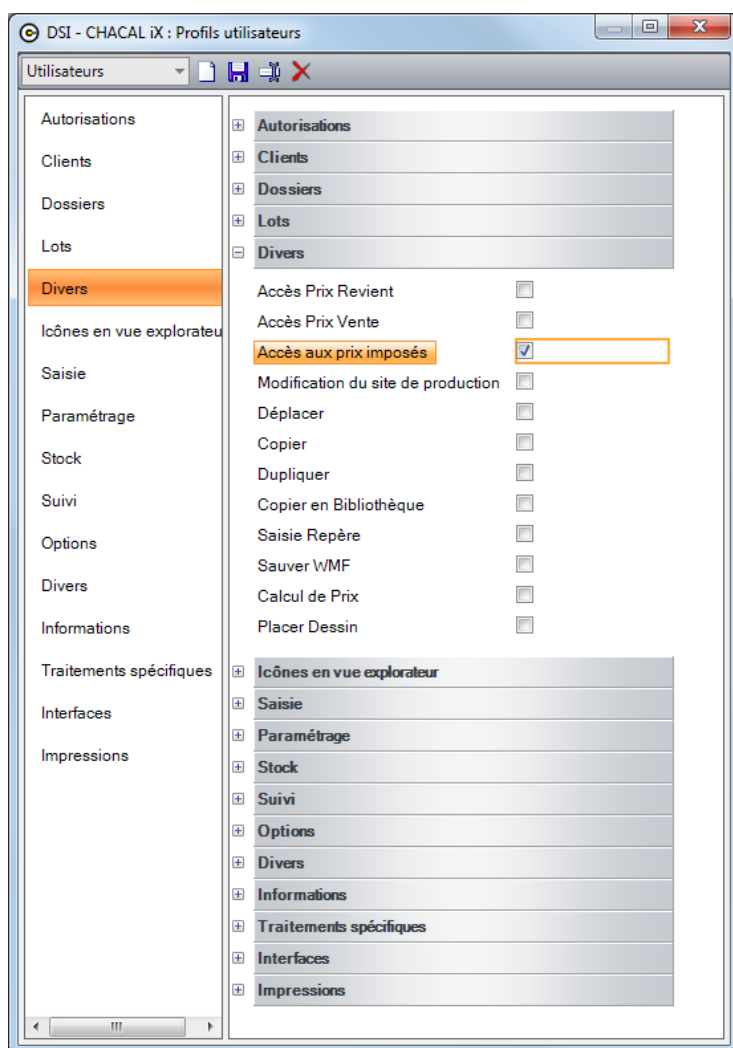 DSI - CHACAL iX : Profils utilisateurs
Utilisateurs
Autorisations
Clients
Dossiers
Lots
Divers
Icônes en vue explorateu
Saisie
Paramétrage
Stock
Suivi
Options
Divers
Informations
Traitements spécifiques
Interfaces
Impressions
Autorisations
Clients
Dossiers
Lots
Divers
Accès Prix Revient
Accès Prix Vente
Accès aux prix imposés
Modification du site de production
Déplacer
Copier
Dupliquer
Copier en Bibliothèque
Saisie Repère
Sauver WMF
Calcul de Prix
Placer Dessin
Icônes en vue explorateur
Saisie
Paramétrage
Stock
Suivi
Options
Divers
Informations
Traitements spécifiques
Interfaces
Impressions